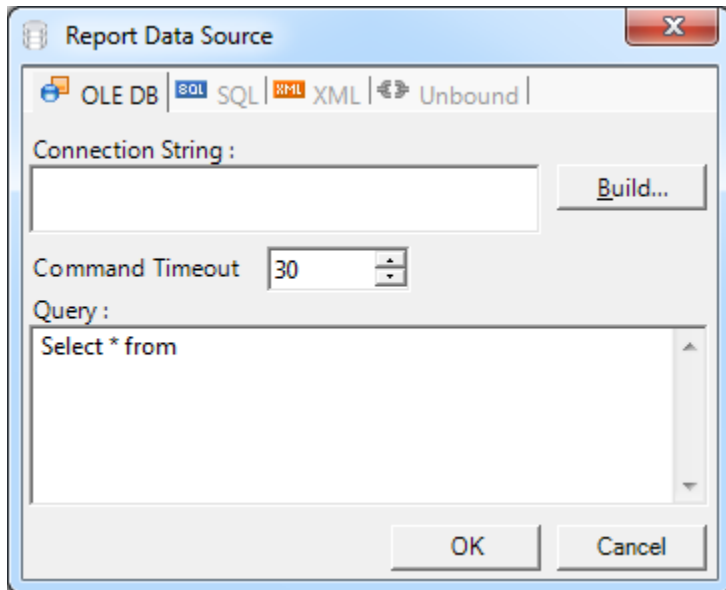 Report Data Source
OLE DB SQL SQL XML XML Unbound
Connection String :
Build...
Command Timeout 30
Query :
Select * from
OK Cancel